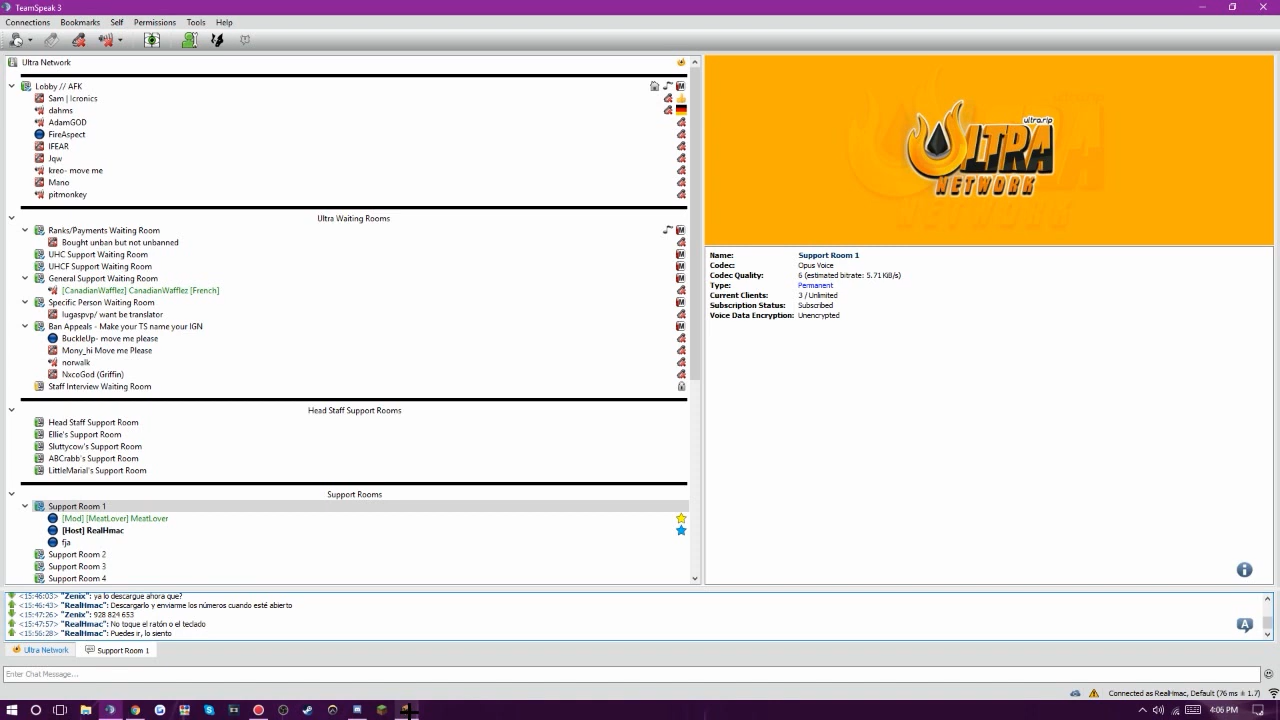 TeamSpeak 3
Connections Bookmarks Self Permissions Tools Help
Ultra Network
Lobby // AFK
Sam | Icronics
dahms
AdamGOD
FireAspect
IFEAR
Jqw
kreo- move me
Mano
pitmonkey
Ultra Waiting Rooms
Ranks/Payments Waiting Room
Bought unban but not unbanned
UHC Support Waiting Room
UHCF Support Waiting Room
General Support Waiting Room
[CanadianWafflez] CanadianWafflez [French]
Specific Person Waiting Room
lugaspvp/ want be translator
Ban Appeals - Make your TS name your IGN
BuckleUp- move me please
Mony_hi Move me Please
norwalk
NxcoGod (Griffin)
Staff Interview Waiting Room
Head Staff Support Rooms
Head Staff Support Room
Ellie's Support Room
Sluttycow's Support Room
ABCrabb's Support Room
LittleMarial's Support Room
Support Rooms
Support Room 1
[Mod] [MeatLover] MeatLover
[Host] RealHmac
fja
Support Room 2
Support Room 3
Support Room 4
ultra.rip
ULTRA
NETWORK
Name: Support Room 1
Codec: Opus Voice
Codec Quality: 6 (estimated bitrate: 5.71 KiB/s)
Type: Permanent
Current Clients: 3 / Unlimited
Subscription Status: Subscribed
Voice Data Encryption: Unencrypted
<15:46:03> "Zenix": ya lo descargue ahora que?
<15:46:43> "RealHmac": Descargarlo y enviarme los números cuando esté abierto
<15:47:26> "Zenix": 928 824 653
<15:47:57> "RealHmac": No toque el ratón o el teclado
<15:56:28> "RealHmac": Puedes ir, lo siento
Ultra Network Support Room 1
Enter Chat Message...
Connected as RealHmac, Default (76 ms ± 1.7)
4:06 PM